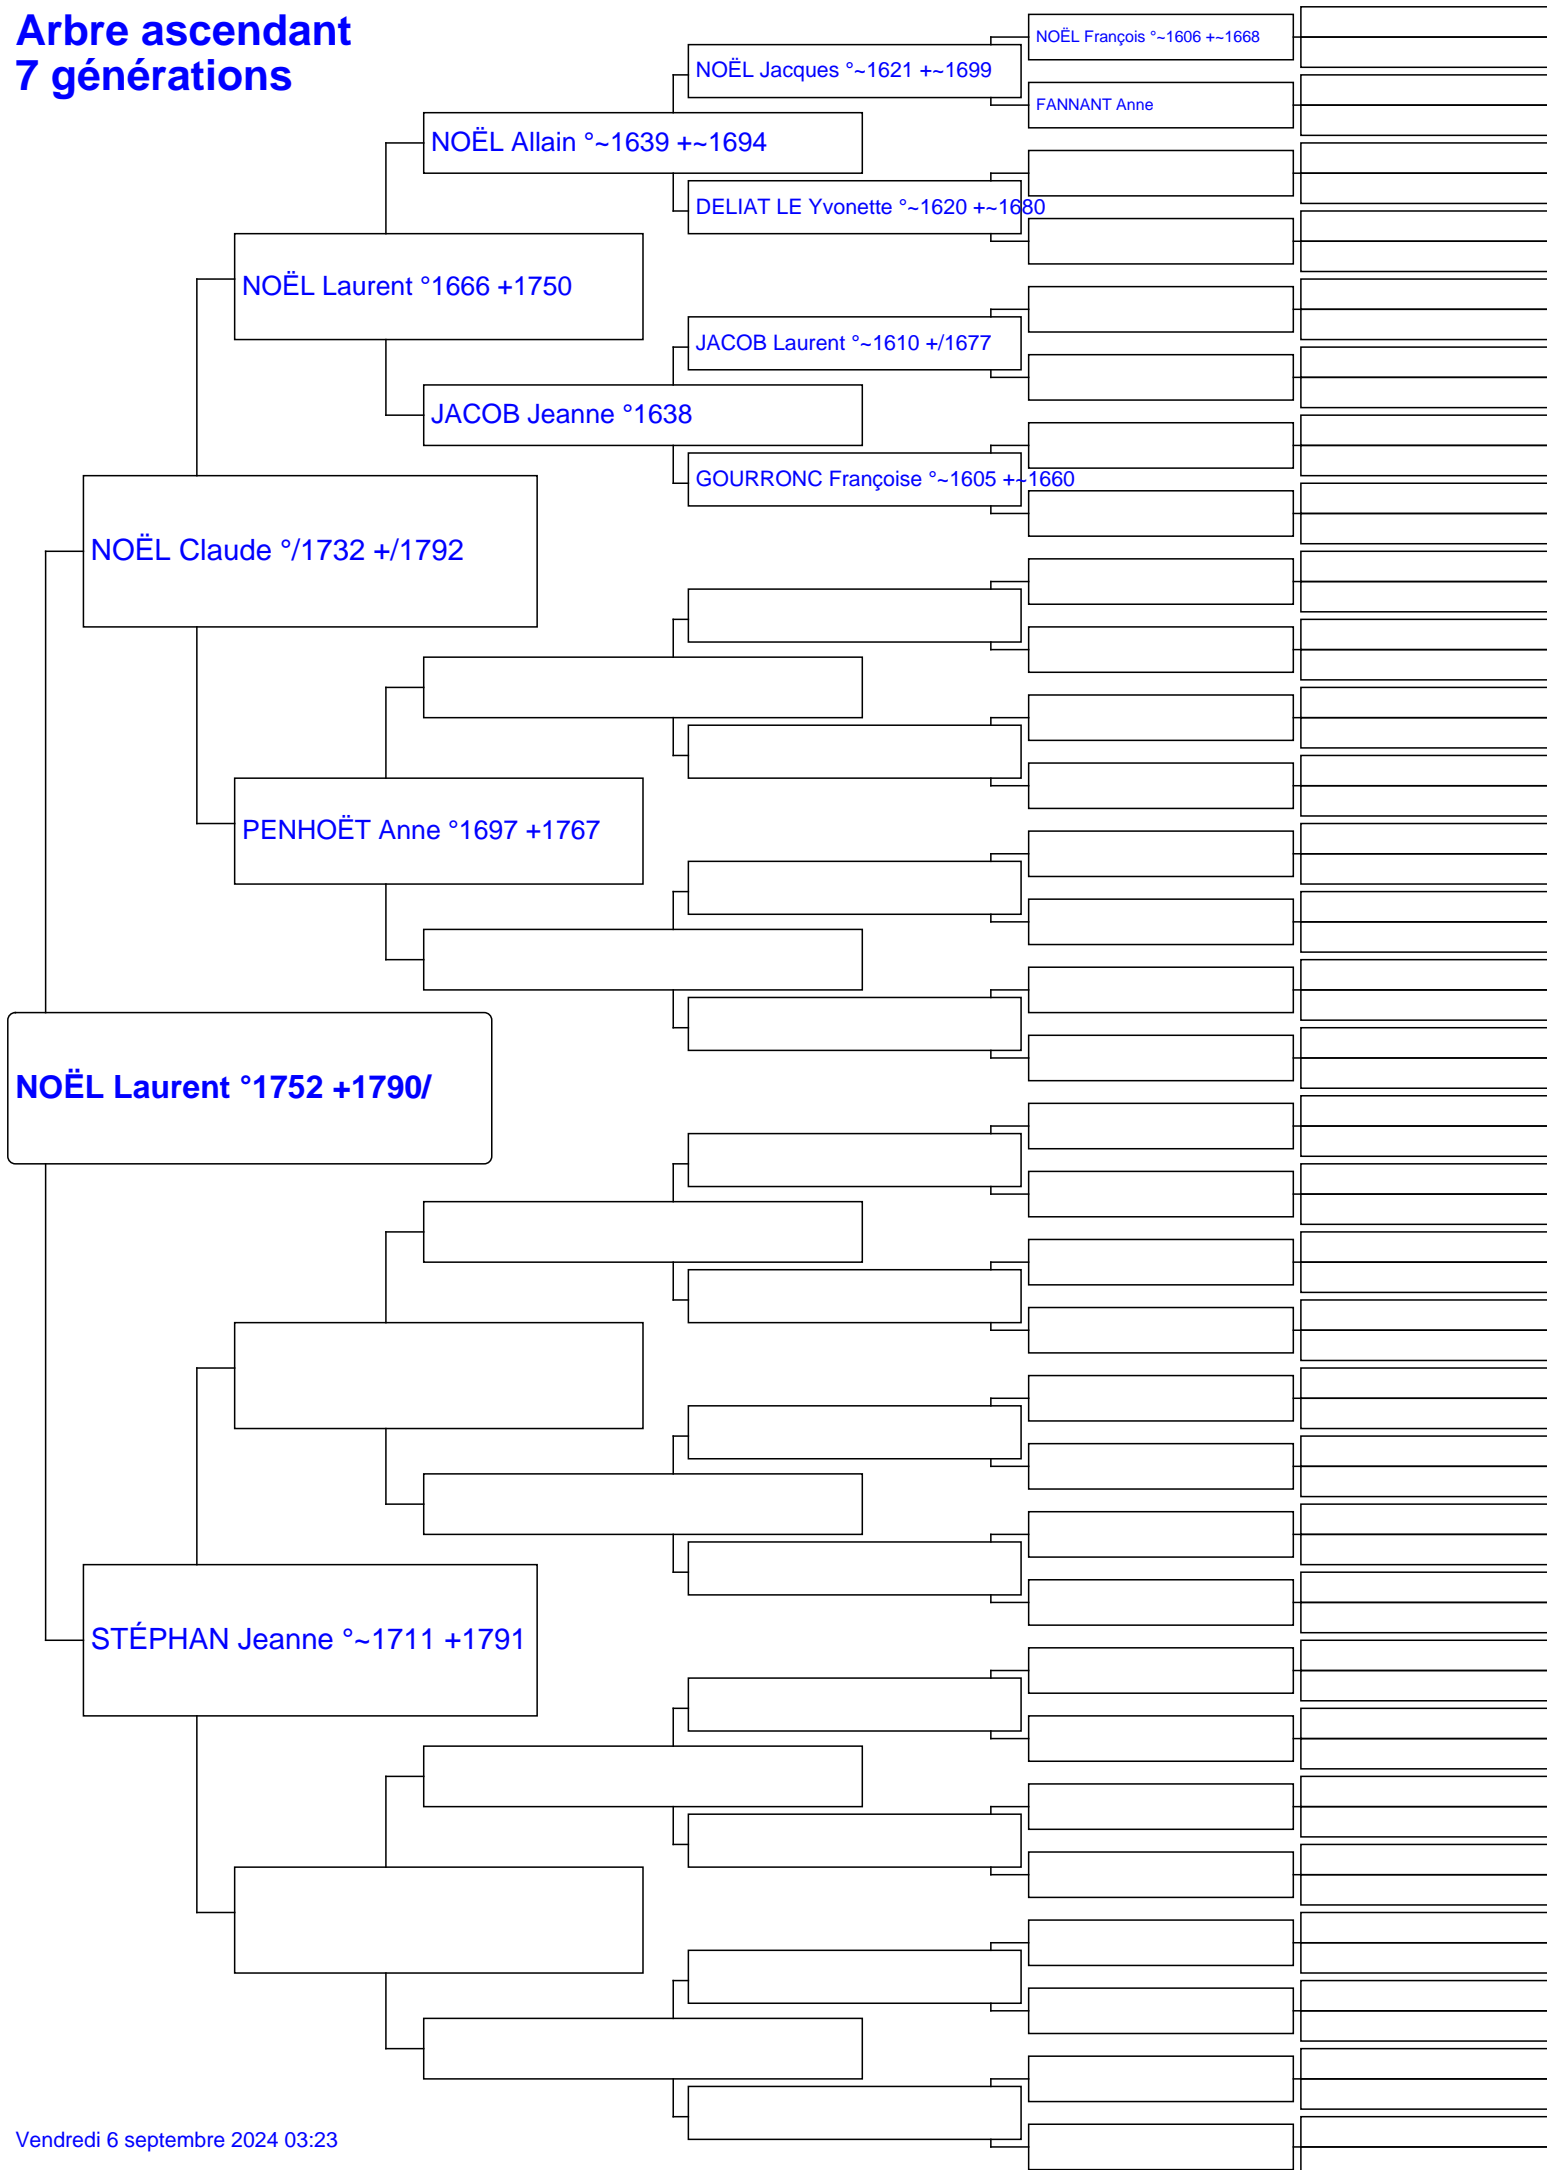 Arbre ascendant
7 générations
NOËL François °~1606 +~1668
NOËL Jacques °~1621 +~1699
FANNANT Anne
NOËL Allain °~1639 +~1694
DELIAT LE Yvonette °~1620 +~1680
NOËL Laurent °1666 +1750
JACOB Laurent °~1610 +/1677
JACOB Jeanne °1638
GOURRONC Françoise °~1605 +~1660
NOËL Claude °/1732 +/1792
PENHOËT Anne °1697 +1767
NOËL Laurent °1752 +1790/
STÉPHAN Jeanne °~1711 +1791
Vendredi 6 septembre 2024 03:23